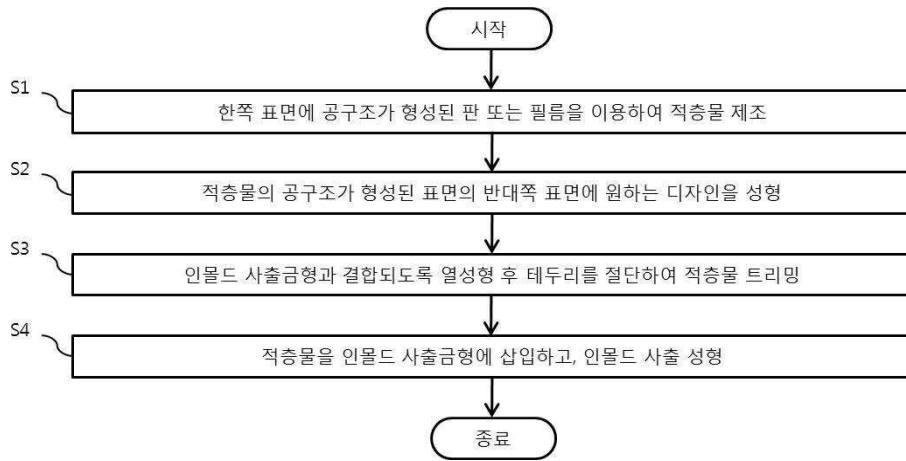 시작
S1
한쪽 표면에 공구조가 형성된 판 또는 필름을 이용하여 적층물 제조
S2
적층물의 공구조가 형성된 표면의 반대쪽 표면에 원하는 디자인을 성형
S3
인몰드 사출금형과 결합되도록 열성형 후 테두리를 절단하여 적층물 트리밍
S4
적층물을 인몰드 사출금형에 삽입하고, 인몰드 사출 성형
종료